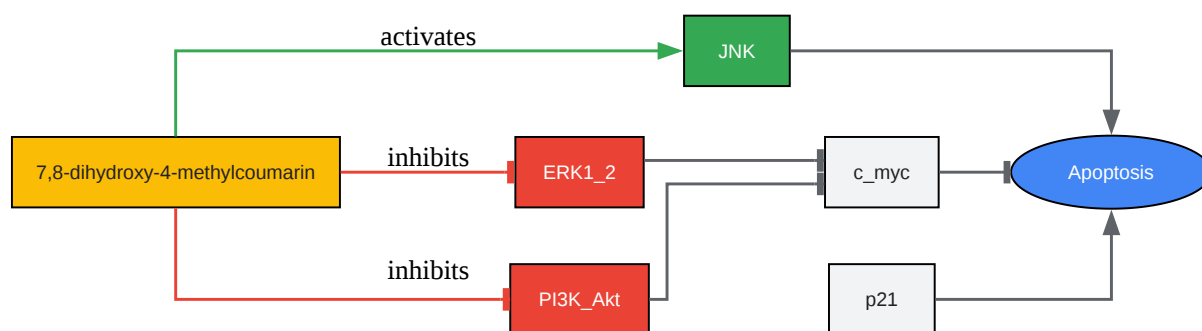 activates
JNK
7,8-dihydroxy-4-methylcoumarin
inhibits
ERK1_2
c_myc
Apoptosis
inhibits
PI3K_Akt
p21